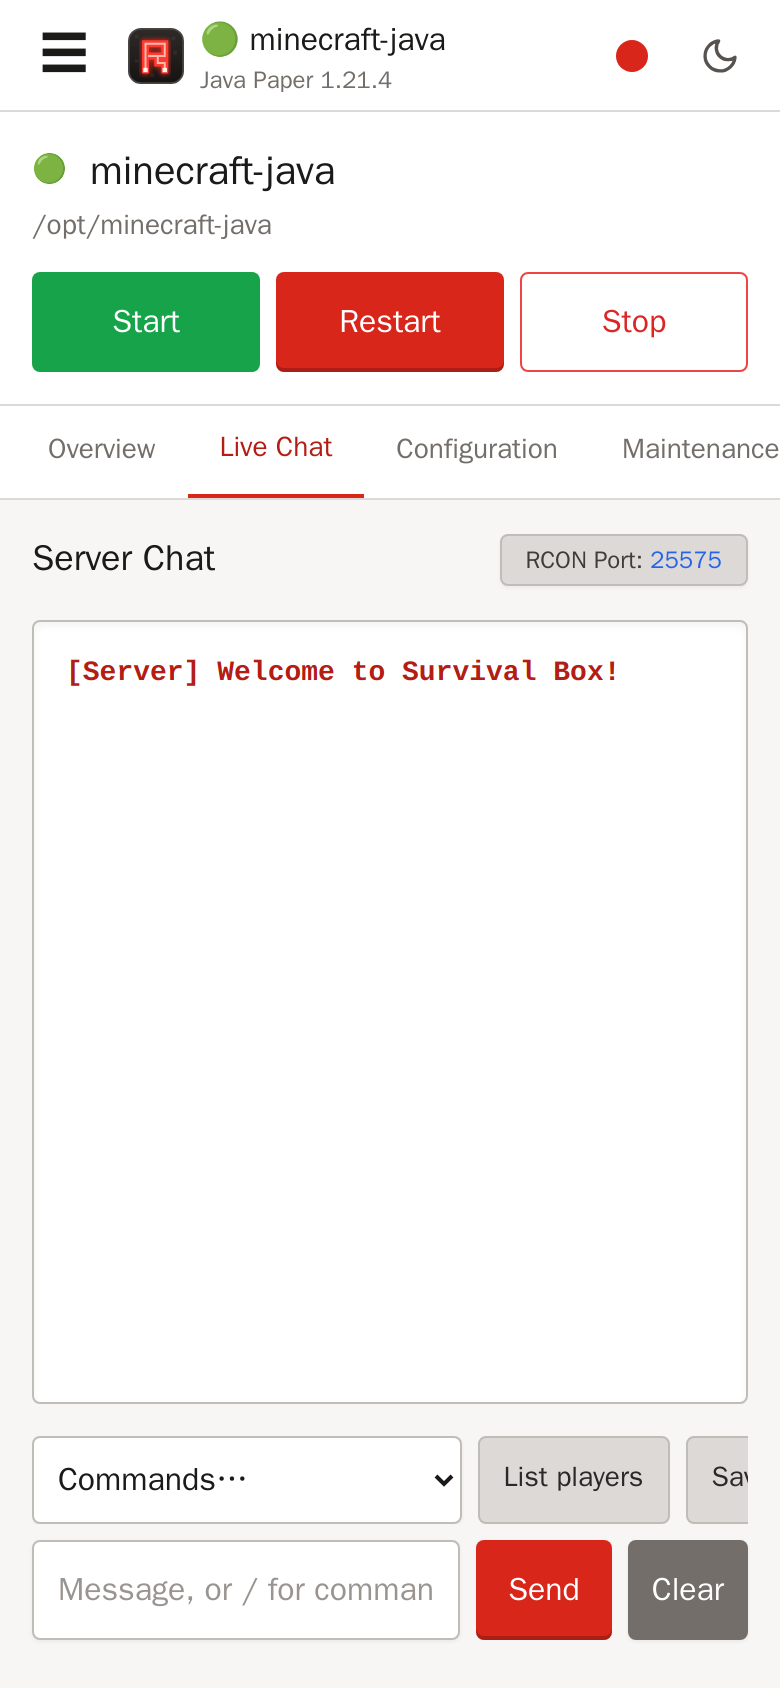 minecraft-java
Java Paper 1.21.4
minecraft-java
/opt/minecraft-java
Start Restart Stop
Overview Live Chat Configuration Maintenance
Server Chat RCON Port: 25575
[Server] Welcome to Survival Box!
Commands··· List players Sav
Message, or / for comman Send Clear